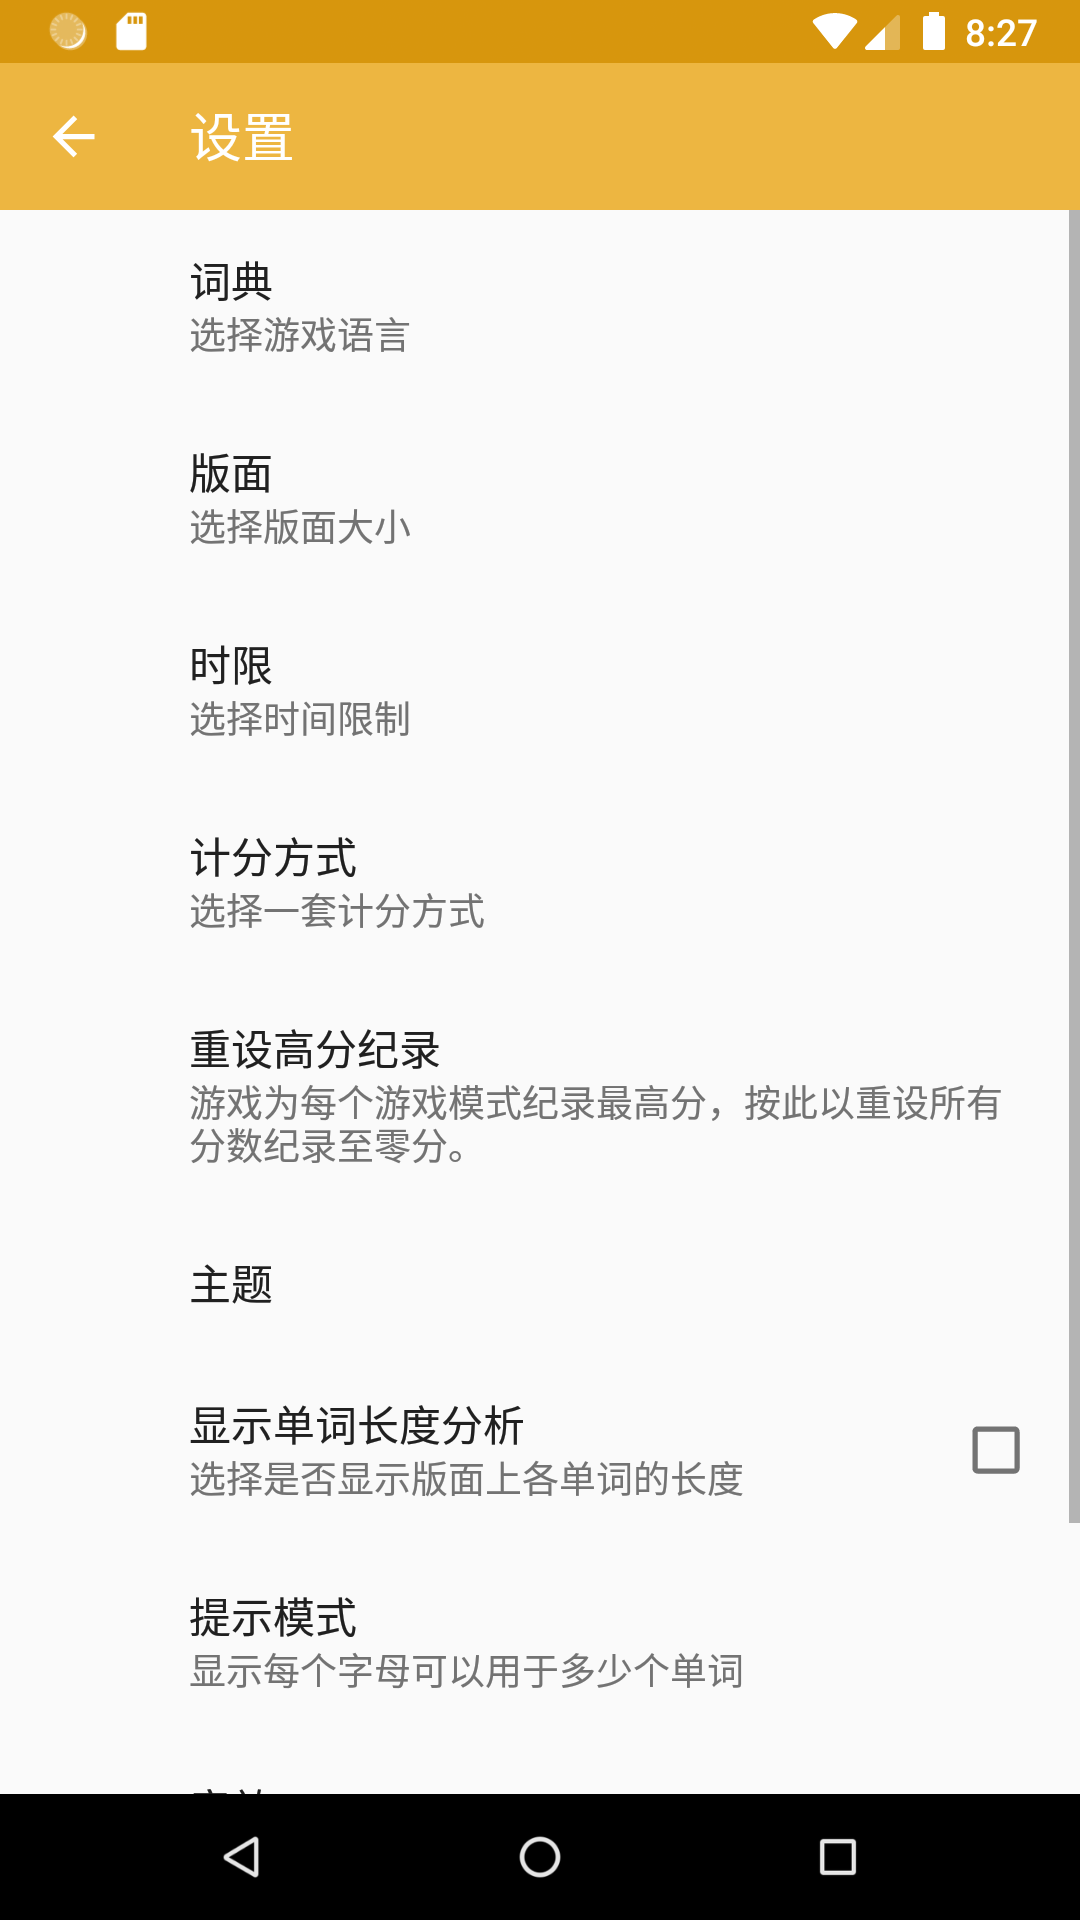 8:27
设置
词典
选择游戏语言
版面
选择版面大小
时限
选择时间限制
计分方式
选择一套计分方式
重设高分纪录
游戏为每个游戏模式纪录最高分，按此以重设所有
分数纪录至零分。
主题
显示单词长度分析
选择是否显示版面上各单词的长度
提示模式
显示每个字母可以用于多少个单词